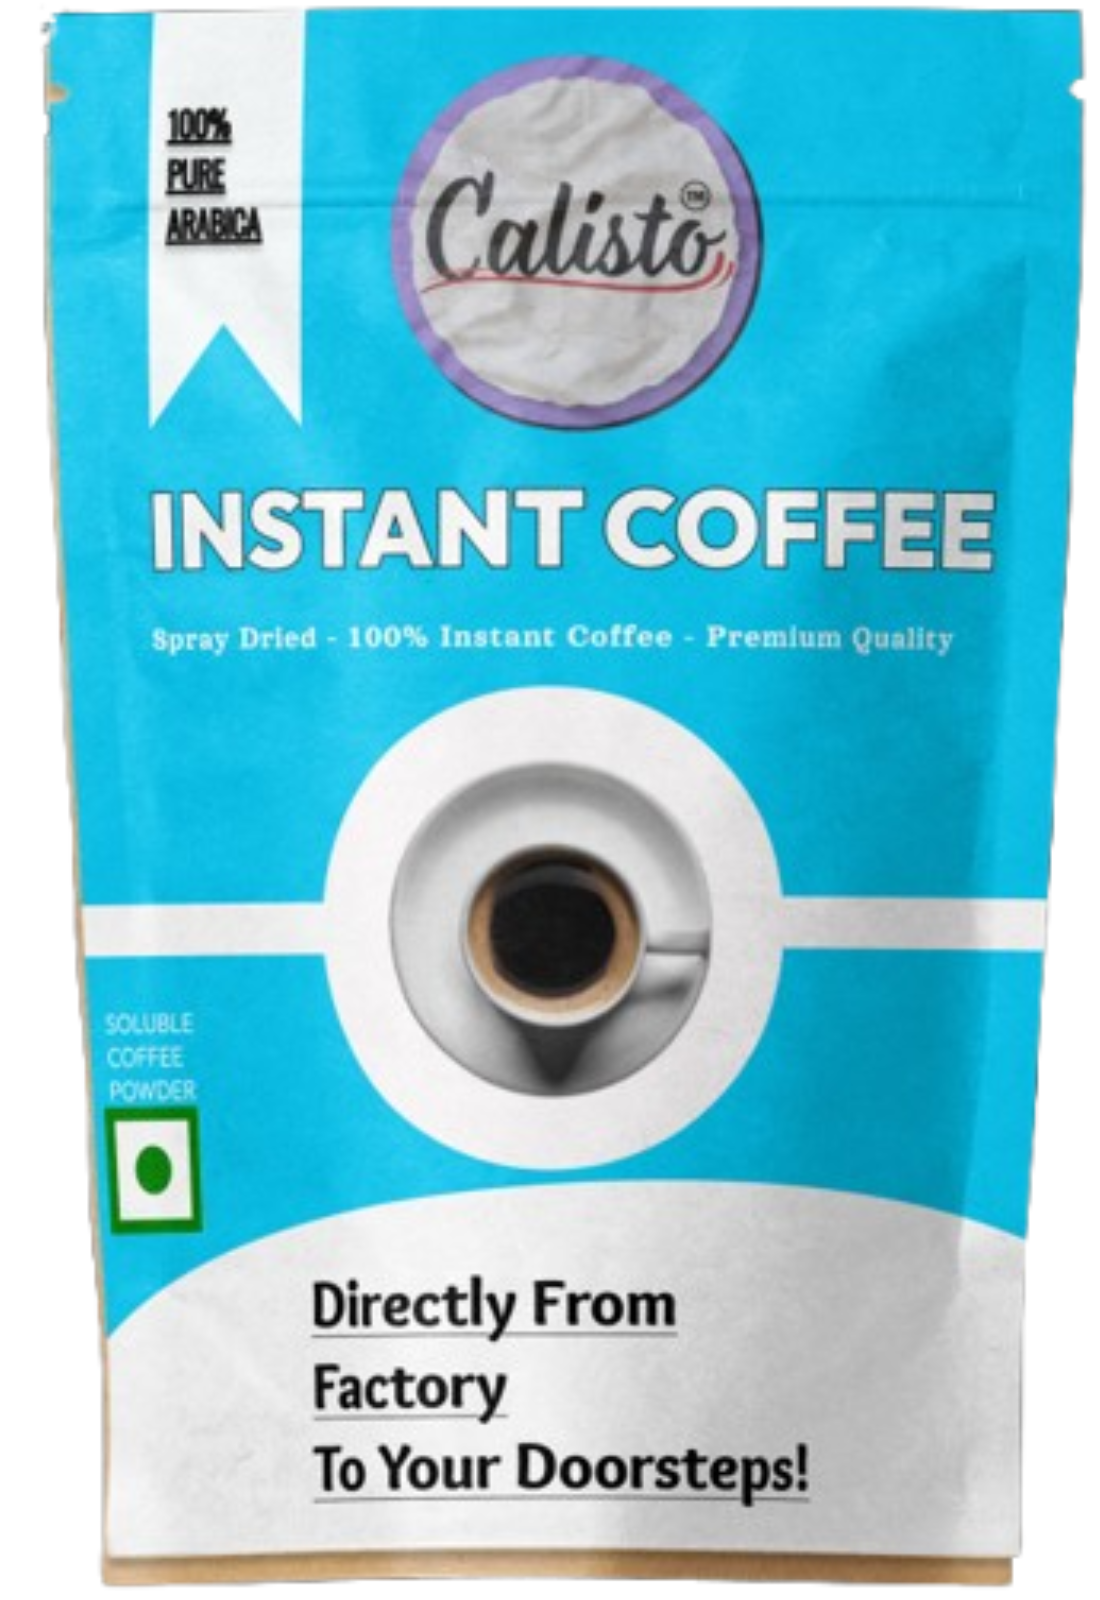 100%
PURE
ARABICA
Calisto TM
INSTANT COFFEE
Spray Dried - 100% Instant Coffee - Premium Quality
SOLUBLE
COFFEE
POWDER
Directly From
Factory
To Your Doorsteps!